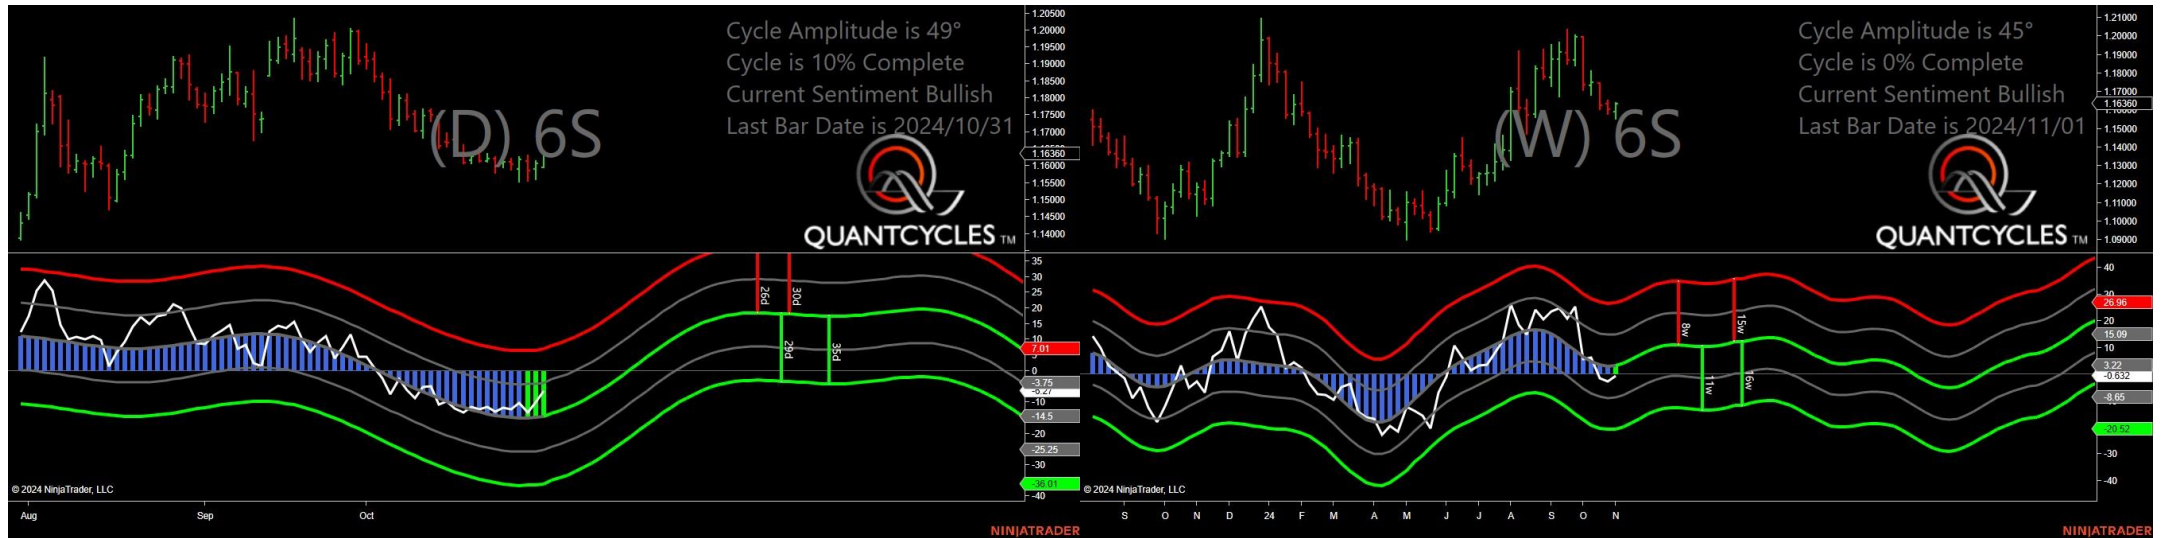 Cycle Amplitude is 49°
Cycle is 10% Complete
Current Sentiment Bullish
Last Bar Date is 2024/10/31
(D) 6S
QUANTCYCLES TM
1.20500
1.20000
1.19500
1.19000
1.18500
1.18000
1.17500
1.17000
1.16360
1.16000
1.15500
1.15000
1.14500
1.14000
35
30
25
20
15
10
7.01
0
-3.75
-10
-14.5
-20
-25.25
-30
-36.01
-40
26d
30d
29d
35d
© 2024 NinjaTrader, LLC
Aug Sep Oct
NINJATRADER
Cycle Amplitude is 45°
Cycle is 0% Complete
Current Sentiment Bullish
Last Bar Date is 2024/11/01
(W) 6S
QUANTCYCLES TM
1.21000
1.20000
1.19000
1.18000
1.17000
1.16360
1.15000
1.14000
1.13000
1.12000
1.11000
1.10000
1.09000
40
26.96
20
15.09
10
3.22
-0.632
-8.65
-20.52
-30
-40
8w
15w
11w
16w
© 2024 NinjaTrader, LLC
S O N D 24 F M A M J J A S O N
NINJATRADER